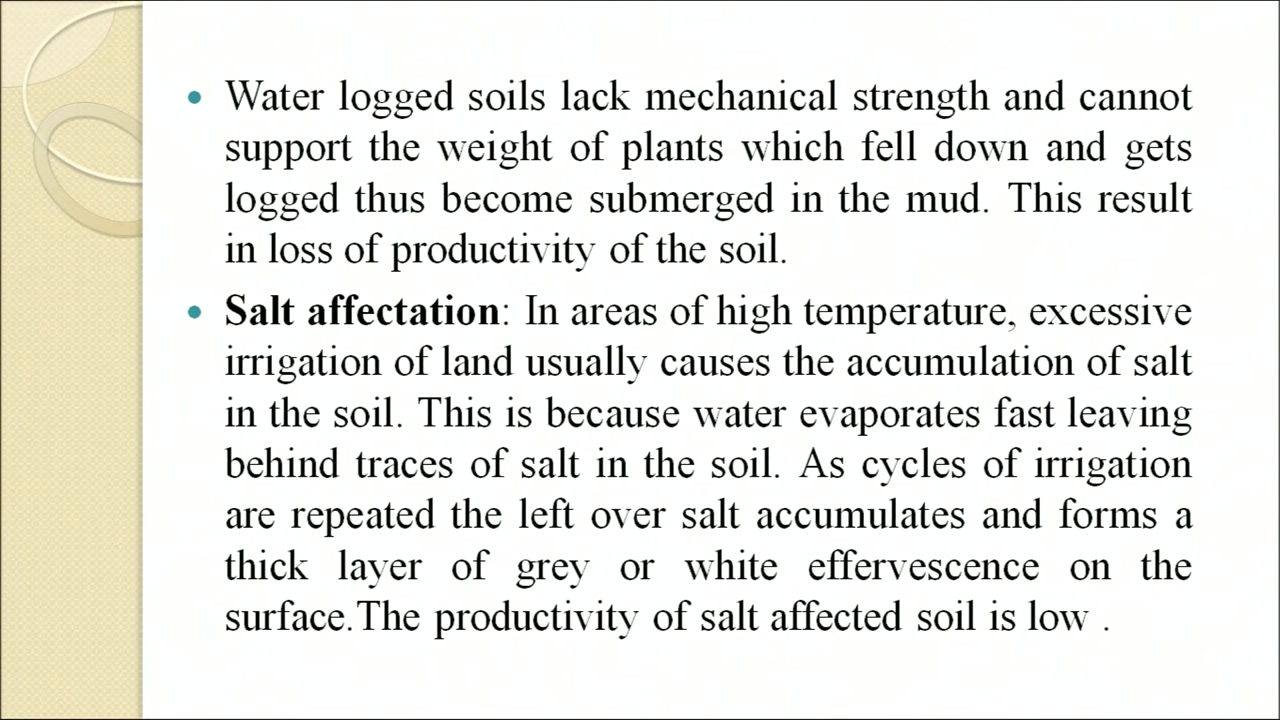 • Water logged soils lack mechanical strength and cannot
support the weight of plants which fell down and gets
logged thus become submerged in the mud. This result
in loss of productivity of the soil.
• Salt affectation: In areas of high temperature, excessive
irrigation of land usually causes the accumulation of salt
in the soil. This is because water evaporates fast leaving
behind traces of salt in the soil. As cycles of irrigation
are repeated the left over salt accumulates and forms a
thick layer of grey or white effervescence on the
surface.The productivity of salt affected soil is low .